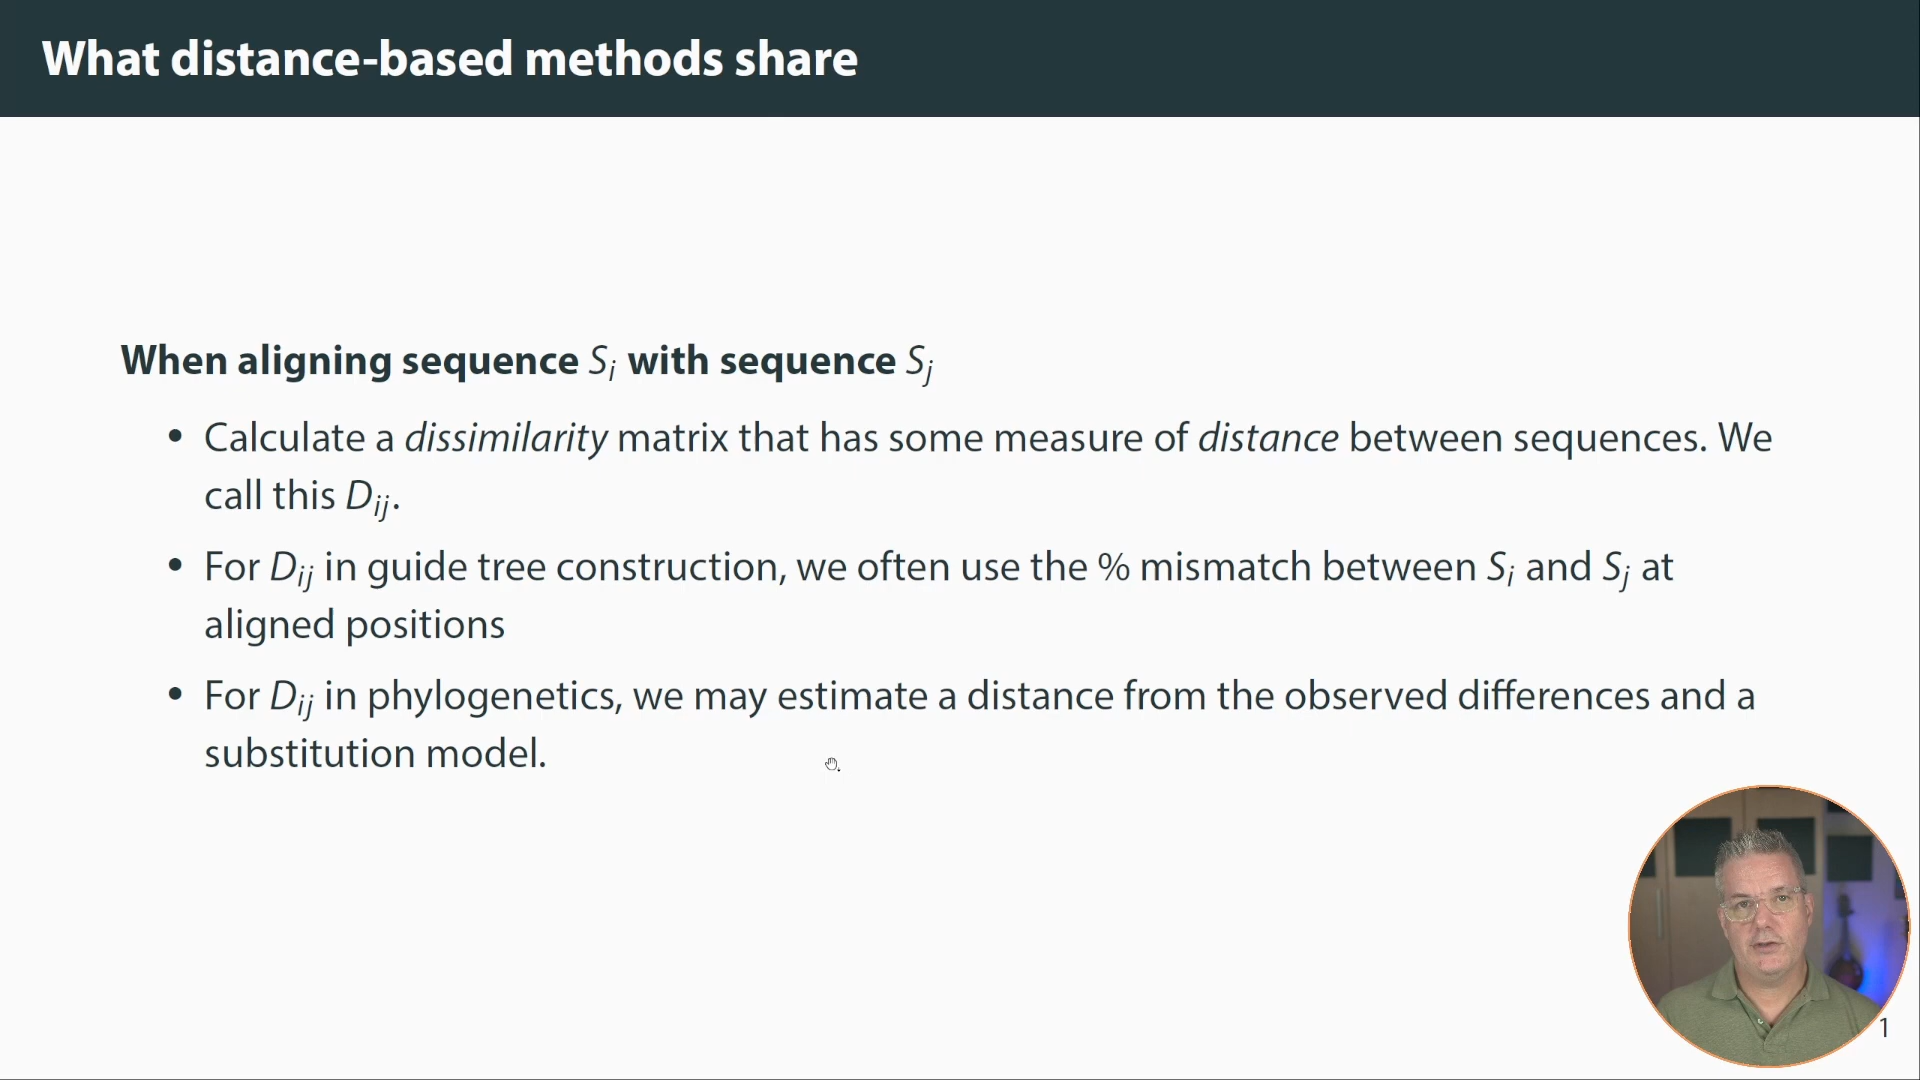 What distance-based methods share
When aligning sequence Si with sequence Sj
• Calculate a dissimilarity matrix that has some measure of distance between sequences. We
call this Dij.
• For Dij in guide tree construction, we often use the % mismatch between Si and Sj at
aligned positions
• For Dij in phylogenetics, we may estimate a distance from the observed differences and a
substitution model.
1